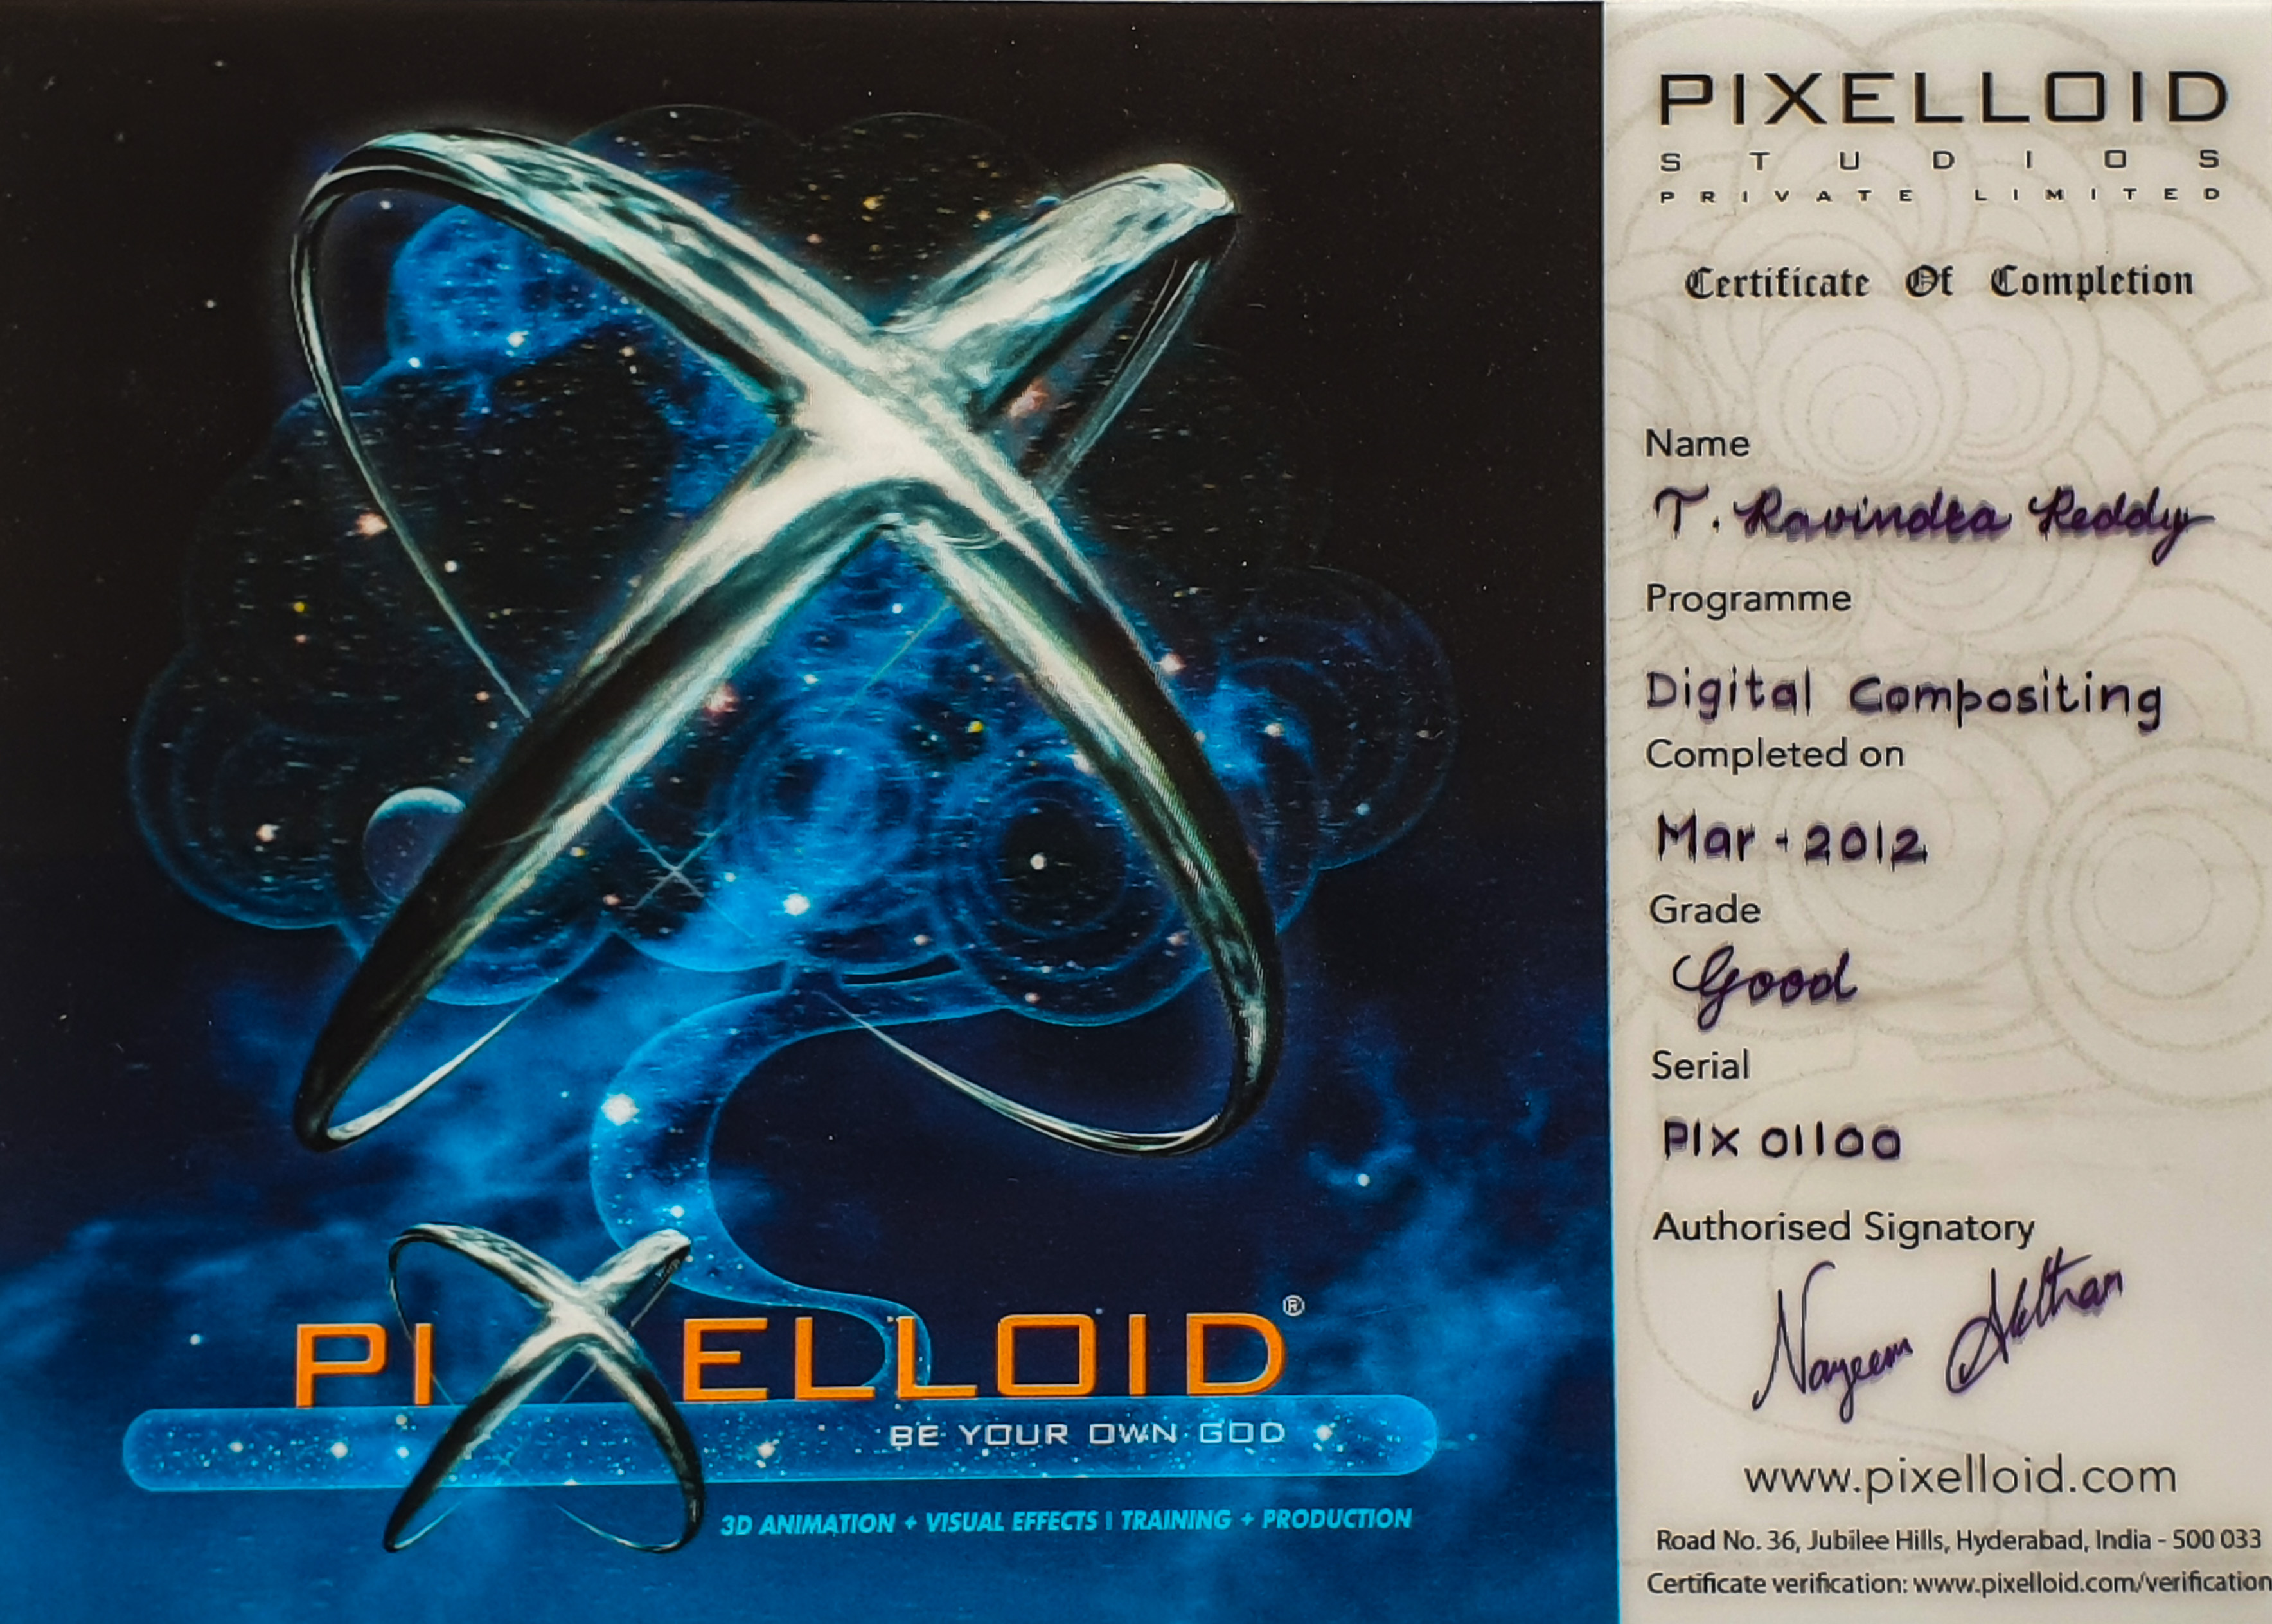 PIXELLOID®
BE YOUR OWN GOD
3D ANIMATION + VISUAL EFFECTS | TRAINING + PRODUCTION
PIXELLOID
STUDIOS
PRIVATE LIMITED
Certificate Of Completion
Name
T. Ravindra Reddy
Programme
Digital Compositing
Completed on
Mar - 2012
Grade
Good
Serial
PIX 01100
Authorised Signatory
Nayeem
www.pixelloid.com
Road No. 36, Jubilee Hills, Hyderabad, India - 500 033
Certificate verification: www.pixelloid.com/verification